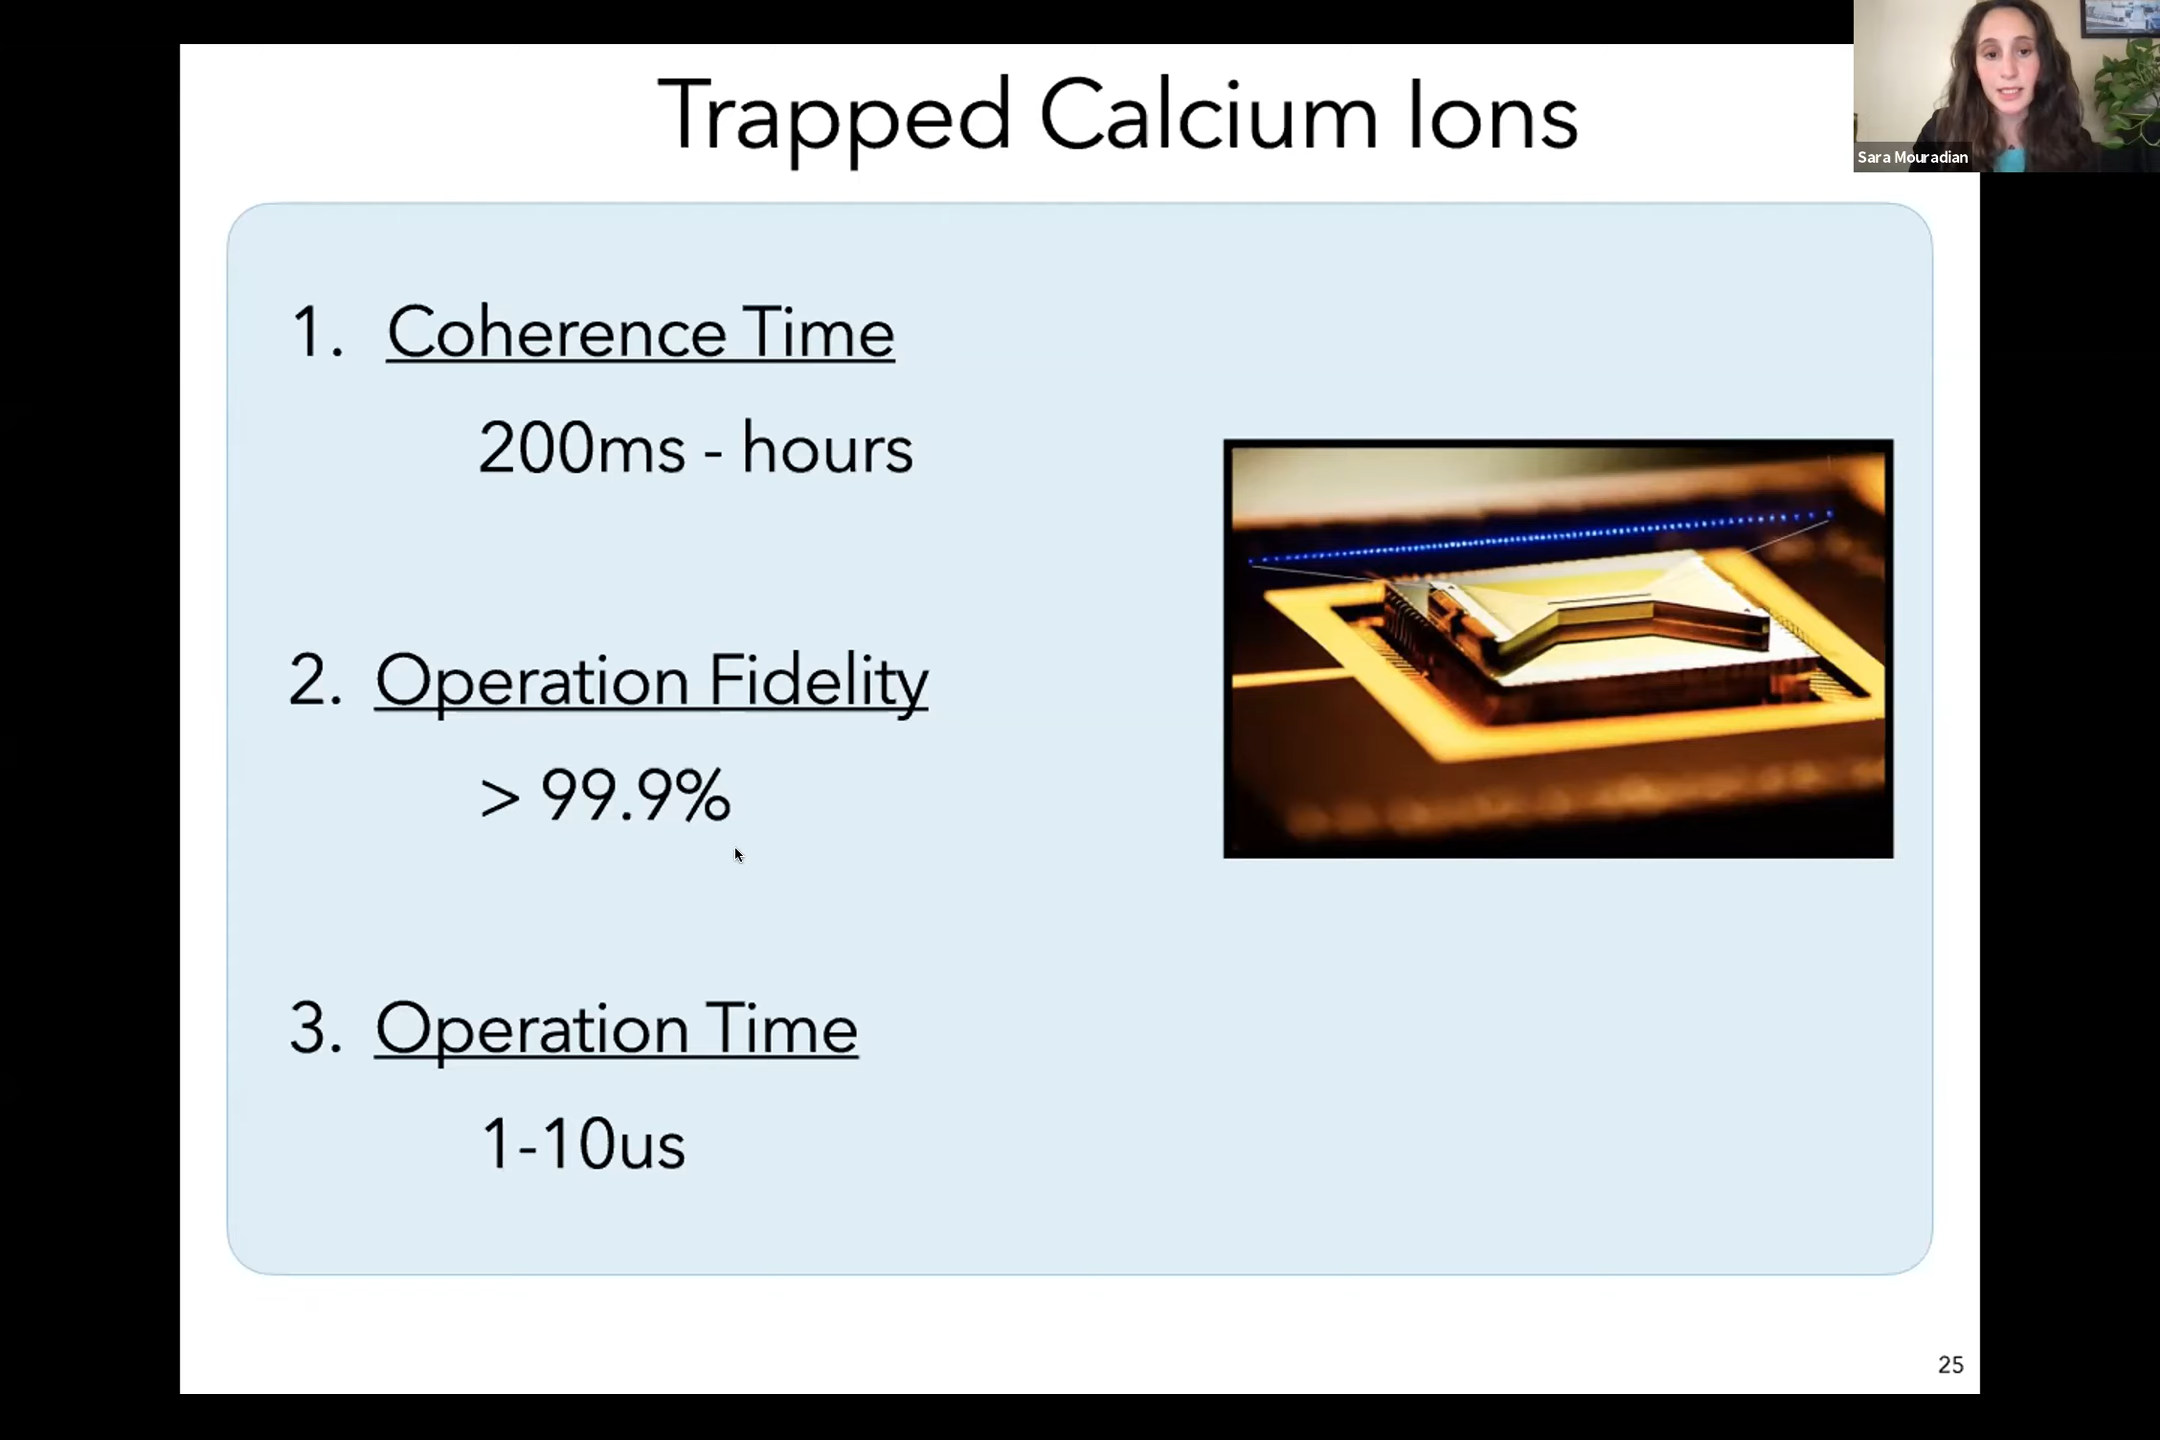 Trapped Calcium Ions
Sara Mouradian
1. Coherence Time
200ms - hours
2. Operation Fidelity
> 99.9%
3. Operation Time
1-10us
25